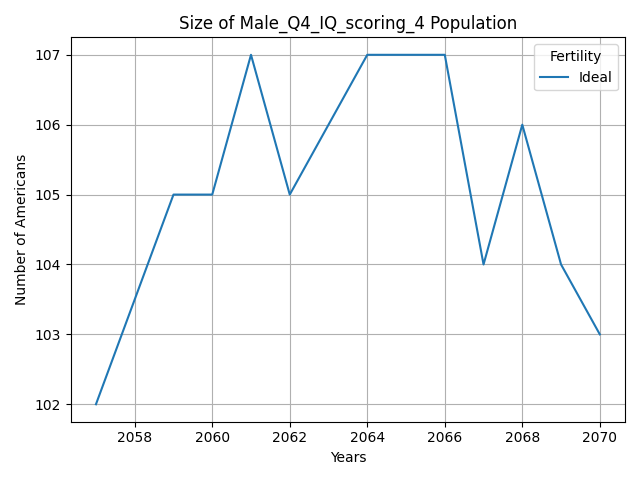 Size of Male_Q4_IQ_scoring_4 Population
107
106
105
104
103
102
Number of Americans
Fertility
Ideal
2058 2060 2062 2064 2066 2068 2070
Years